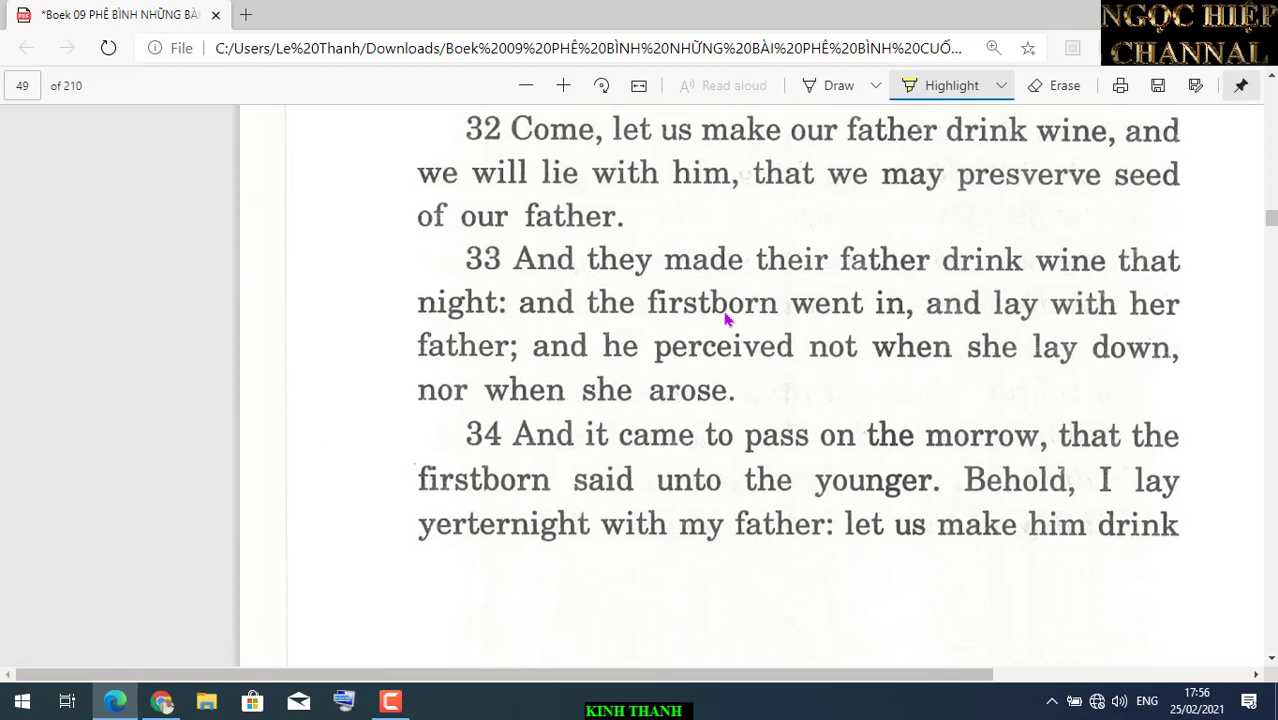 *Boek 09 PHÊ BÌNH NHỮNG BÀI
NGỌC HIỆP
CHANNAL
File C:/Users/Le%20Thanh/Downloads/Boek%2009%20PHÊ%20BÌNH%20NHỮNG%20BÀI%20PHÊ%20BÌNH%20CUỐ...
49 of 210 Read aloud Draw Highlight Erase
32 Come, let us make our father drink wine, and
we will lie with him, that we may presverve seed
of our father.
33 And they made their father drink wine that
night: and the firstborn went in, and lay with her
father; and he perceived not when she lay down,
nor when she arose.
34 And it came to pass on the morrow, that the
firstborn said unto the younger. Behold, I lay
yerternight with my father: let us make him drink
KINH THANH
ENG
17:56
25/02/2021